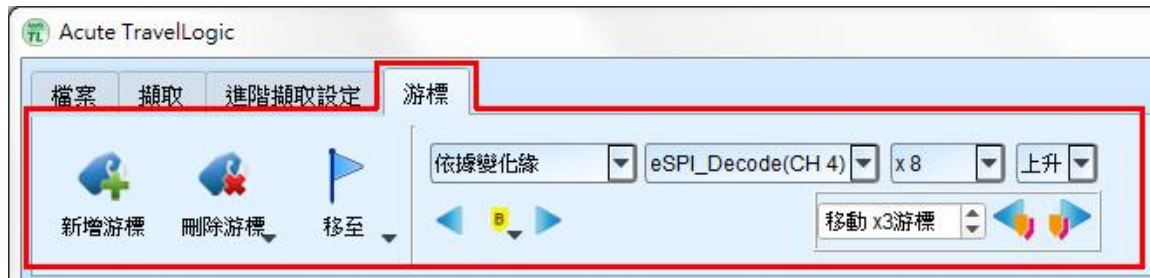 TL
Acute TravelLogic
檔案 擷取 進階擷取設定 游標
依據變化緣 eSPI_Decode(CH 4) x 8 上升
新增游標 刪除游標 移至 B 移動 x3游標